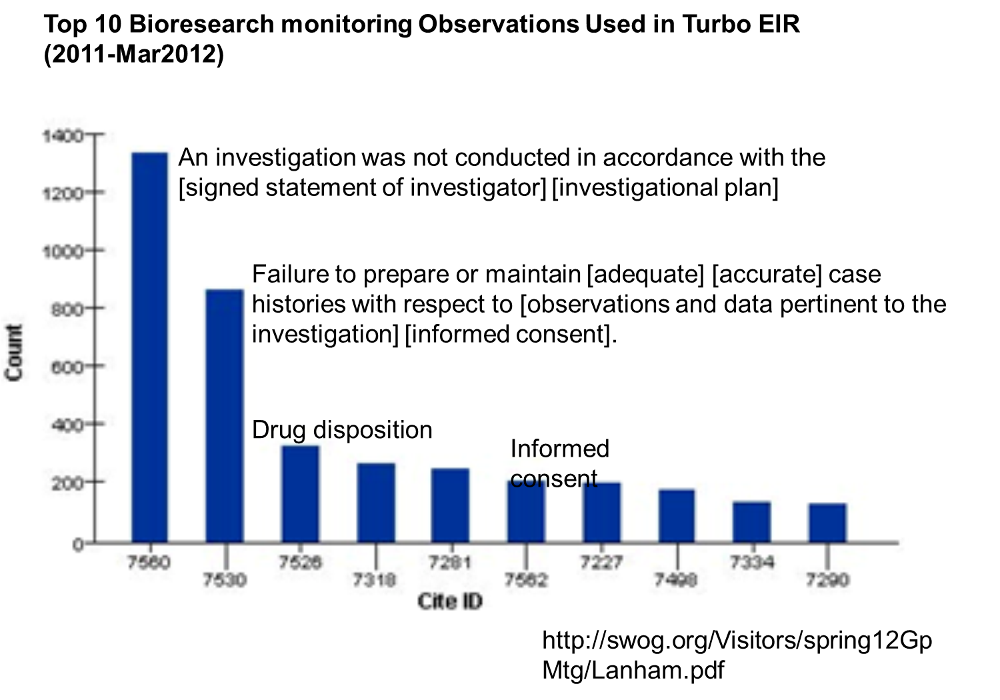 Top 10 Bioresearch monitoring Observations Used in Turbo EIR
(2011-Mar2012)
1400
An investigation was not conducted in accordance with the
[signed statement of investigator] [investigational plan]
1200
1000
Failure to prepare or maintain [adequate] [accurate] case
histories with respect to [observations and data pertinent to the
investigation] [informed consent].
800
Count
600
400
Drug disposition
Informed
consent
200
0
7560
7530
7526
7318
7281
7562
7227
7498
7334
7290
Cite ID
http://swog.org/Visitors/spring12Gp
Mtg/Lanham.pdf